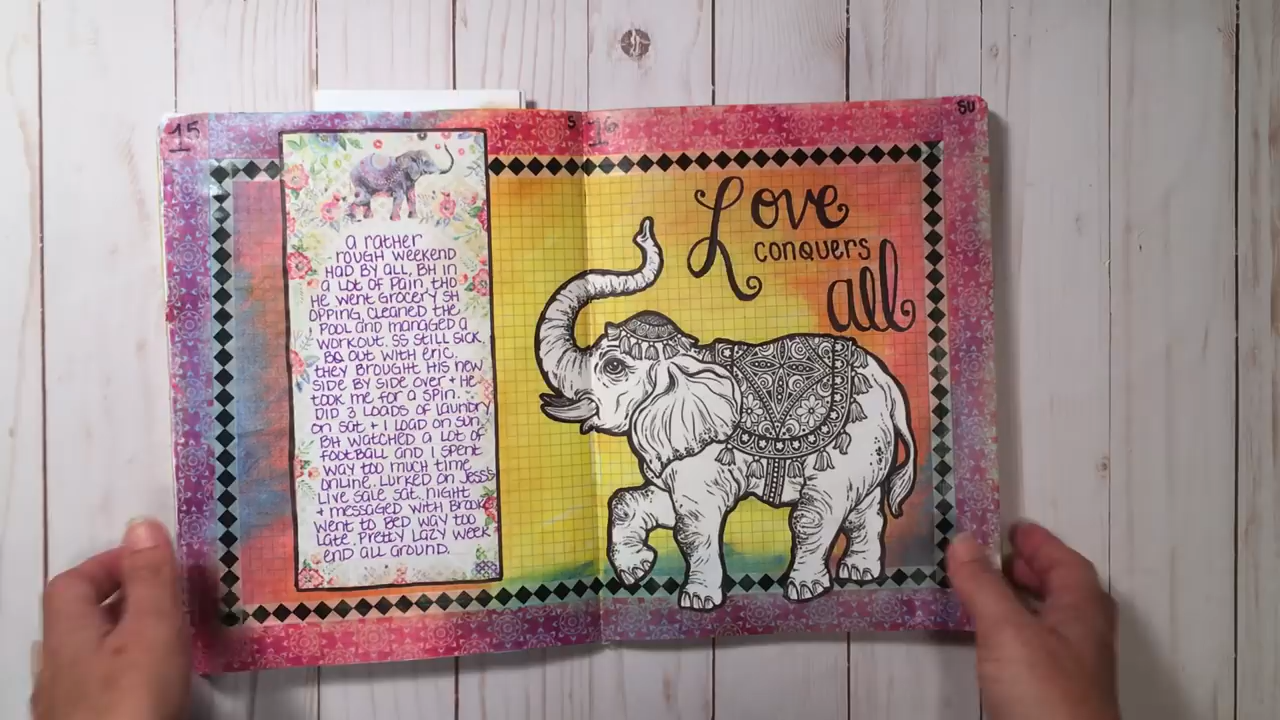 15
S
16
SU
a rather
rough weekend
had by all, BH in
a lot of pain, tho
he went grocery sh
opping, cleaned the
pool and managed a
workout. SS still sick,
BQ out with eric.
they brought his new
side by side over + he
took me for a spin.
Did 3 loads of laundry
on sat + 1 load on sun.
BH watched a lot of
football and i spent
way too much time
online. Lurked on Jess's
live sale sat. night
+ messaged with Brook
went to bed way too
late. Pretty lazy week
end all around.
Love
conquers
all